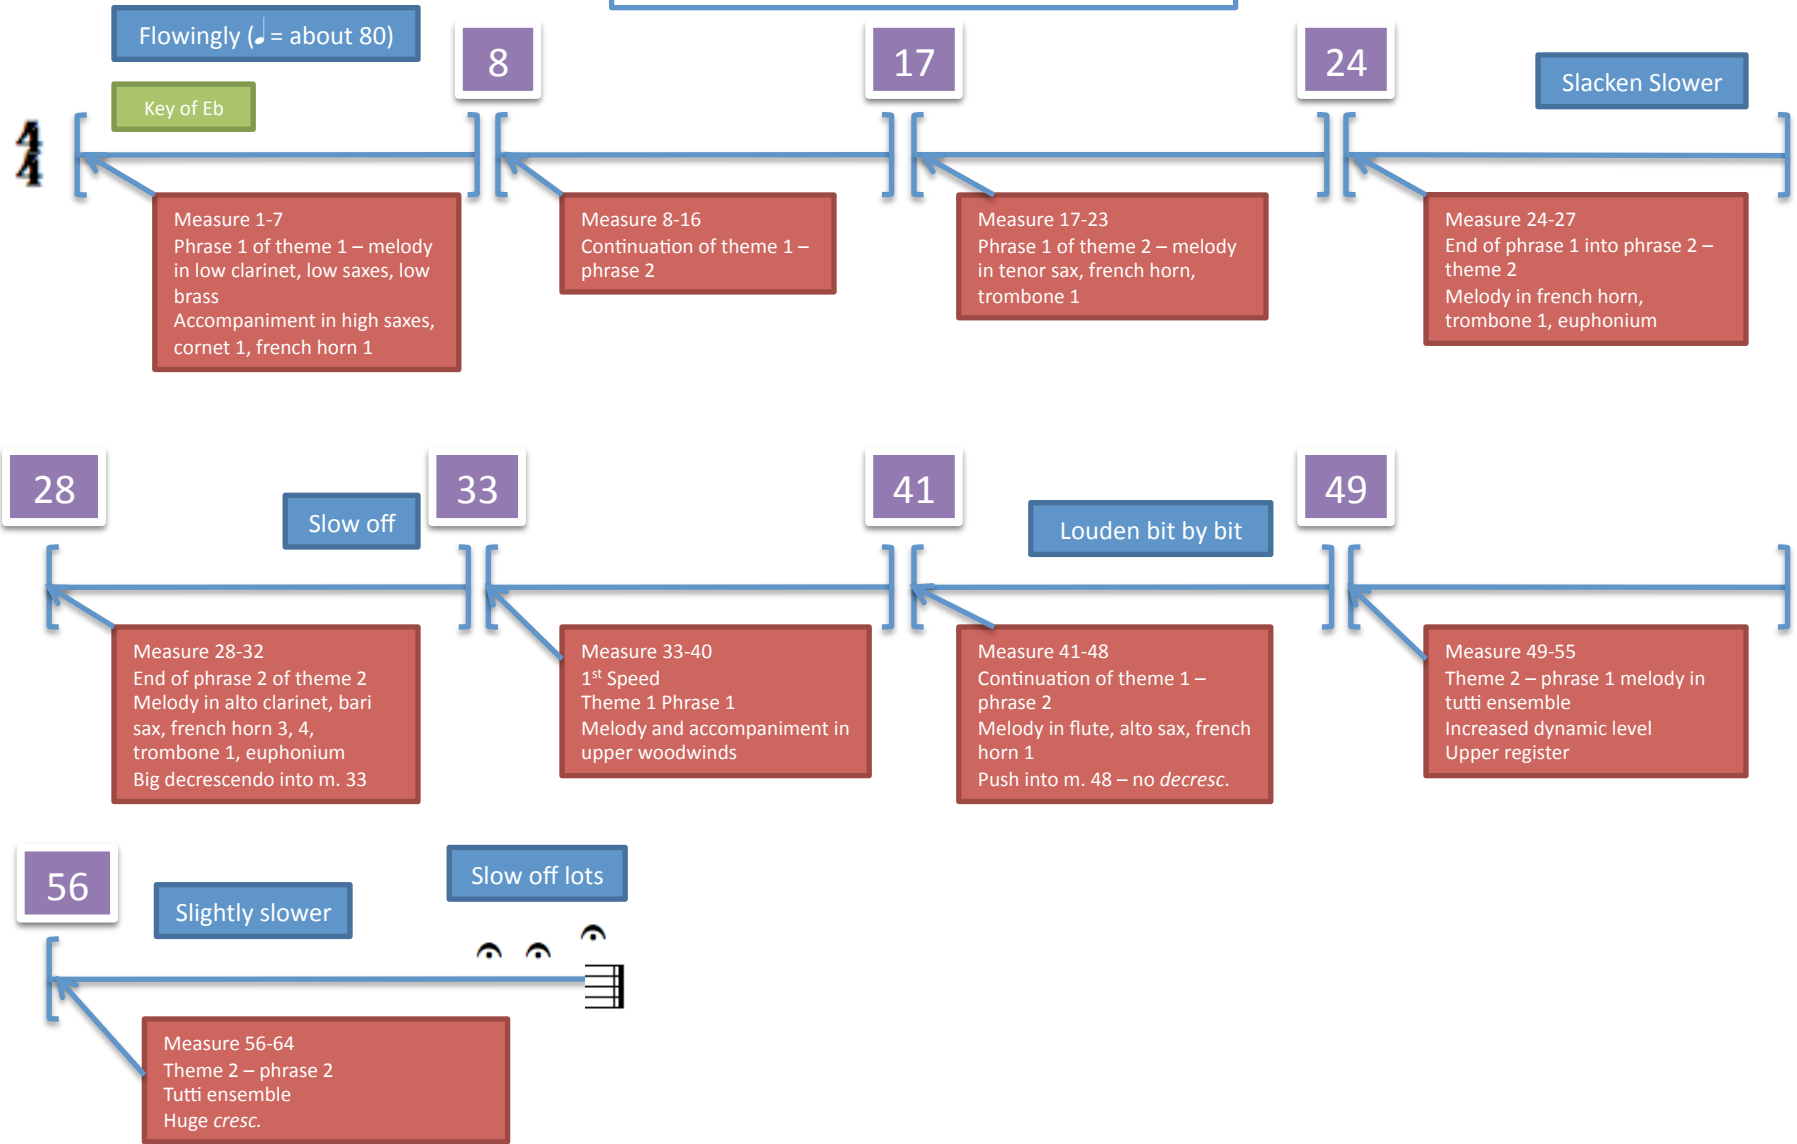 Flowingly (♩= about 80)
Key of Eb
4
4
8
17
24
Slacken Slower
Measure 1-7
Phrase 1 of theme 1 – melody
in low clarinet, low saxes, low
brass
Accompaniment in high saxes,
cornet 1, french horn 1
Measure 8-16
Continuation of theme 1 –
phrase 2
Measure 17-23
Phrase 1 of theme 2 – melody
in tenor sax, french horn,
trombone 1
Measure 24-27
End of phrase 1 into phrase 2 –
theme 2
Melody in french horn,
trombone 1, euphonium
28
Slow off
33
41
Louden bit by bit
49
Measure 28-32
End of phrase 2 of theme 2
Melody in alto clarinet, bari
sax, french horn 3, 4,
trombone 1, euphonium
Big decrescendo into m. 33
Measure 33-40
1st Speed
Theme 1 Phrase 1
Melody and accompaniment in
upper woodwinds
Measure 41-48
Continuation of theme 1 –
phrase 2
Melody in flute, alto sax, french
horn 1
Push into m. 48 – no decresc.
Measure 49-55
Theme 2 – phrase 1 melody in
tutti ensemble
Increased dynamic level
Upper register
56
Slightly slower
Slow off lots
Measure 56-64
Theme 2 – phrase 2
Tutti ensemble
Huge cresc.